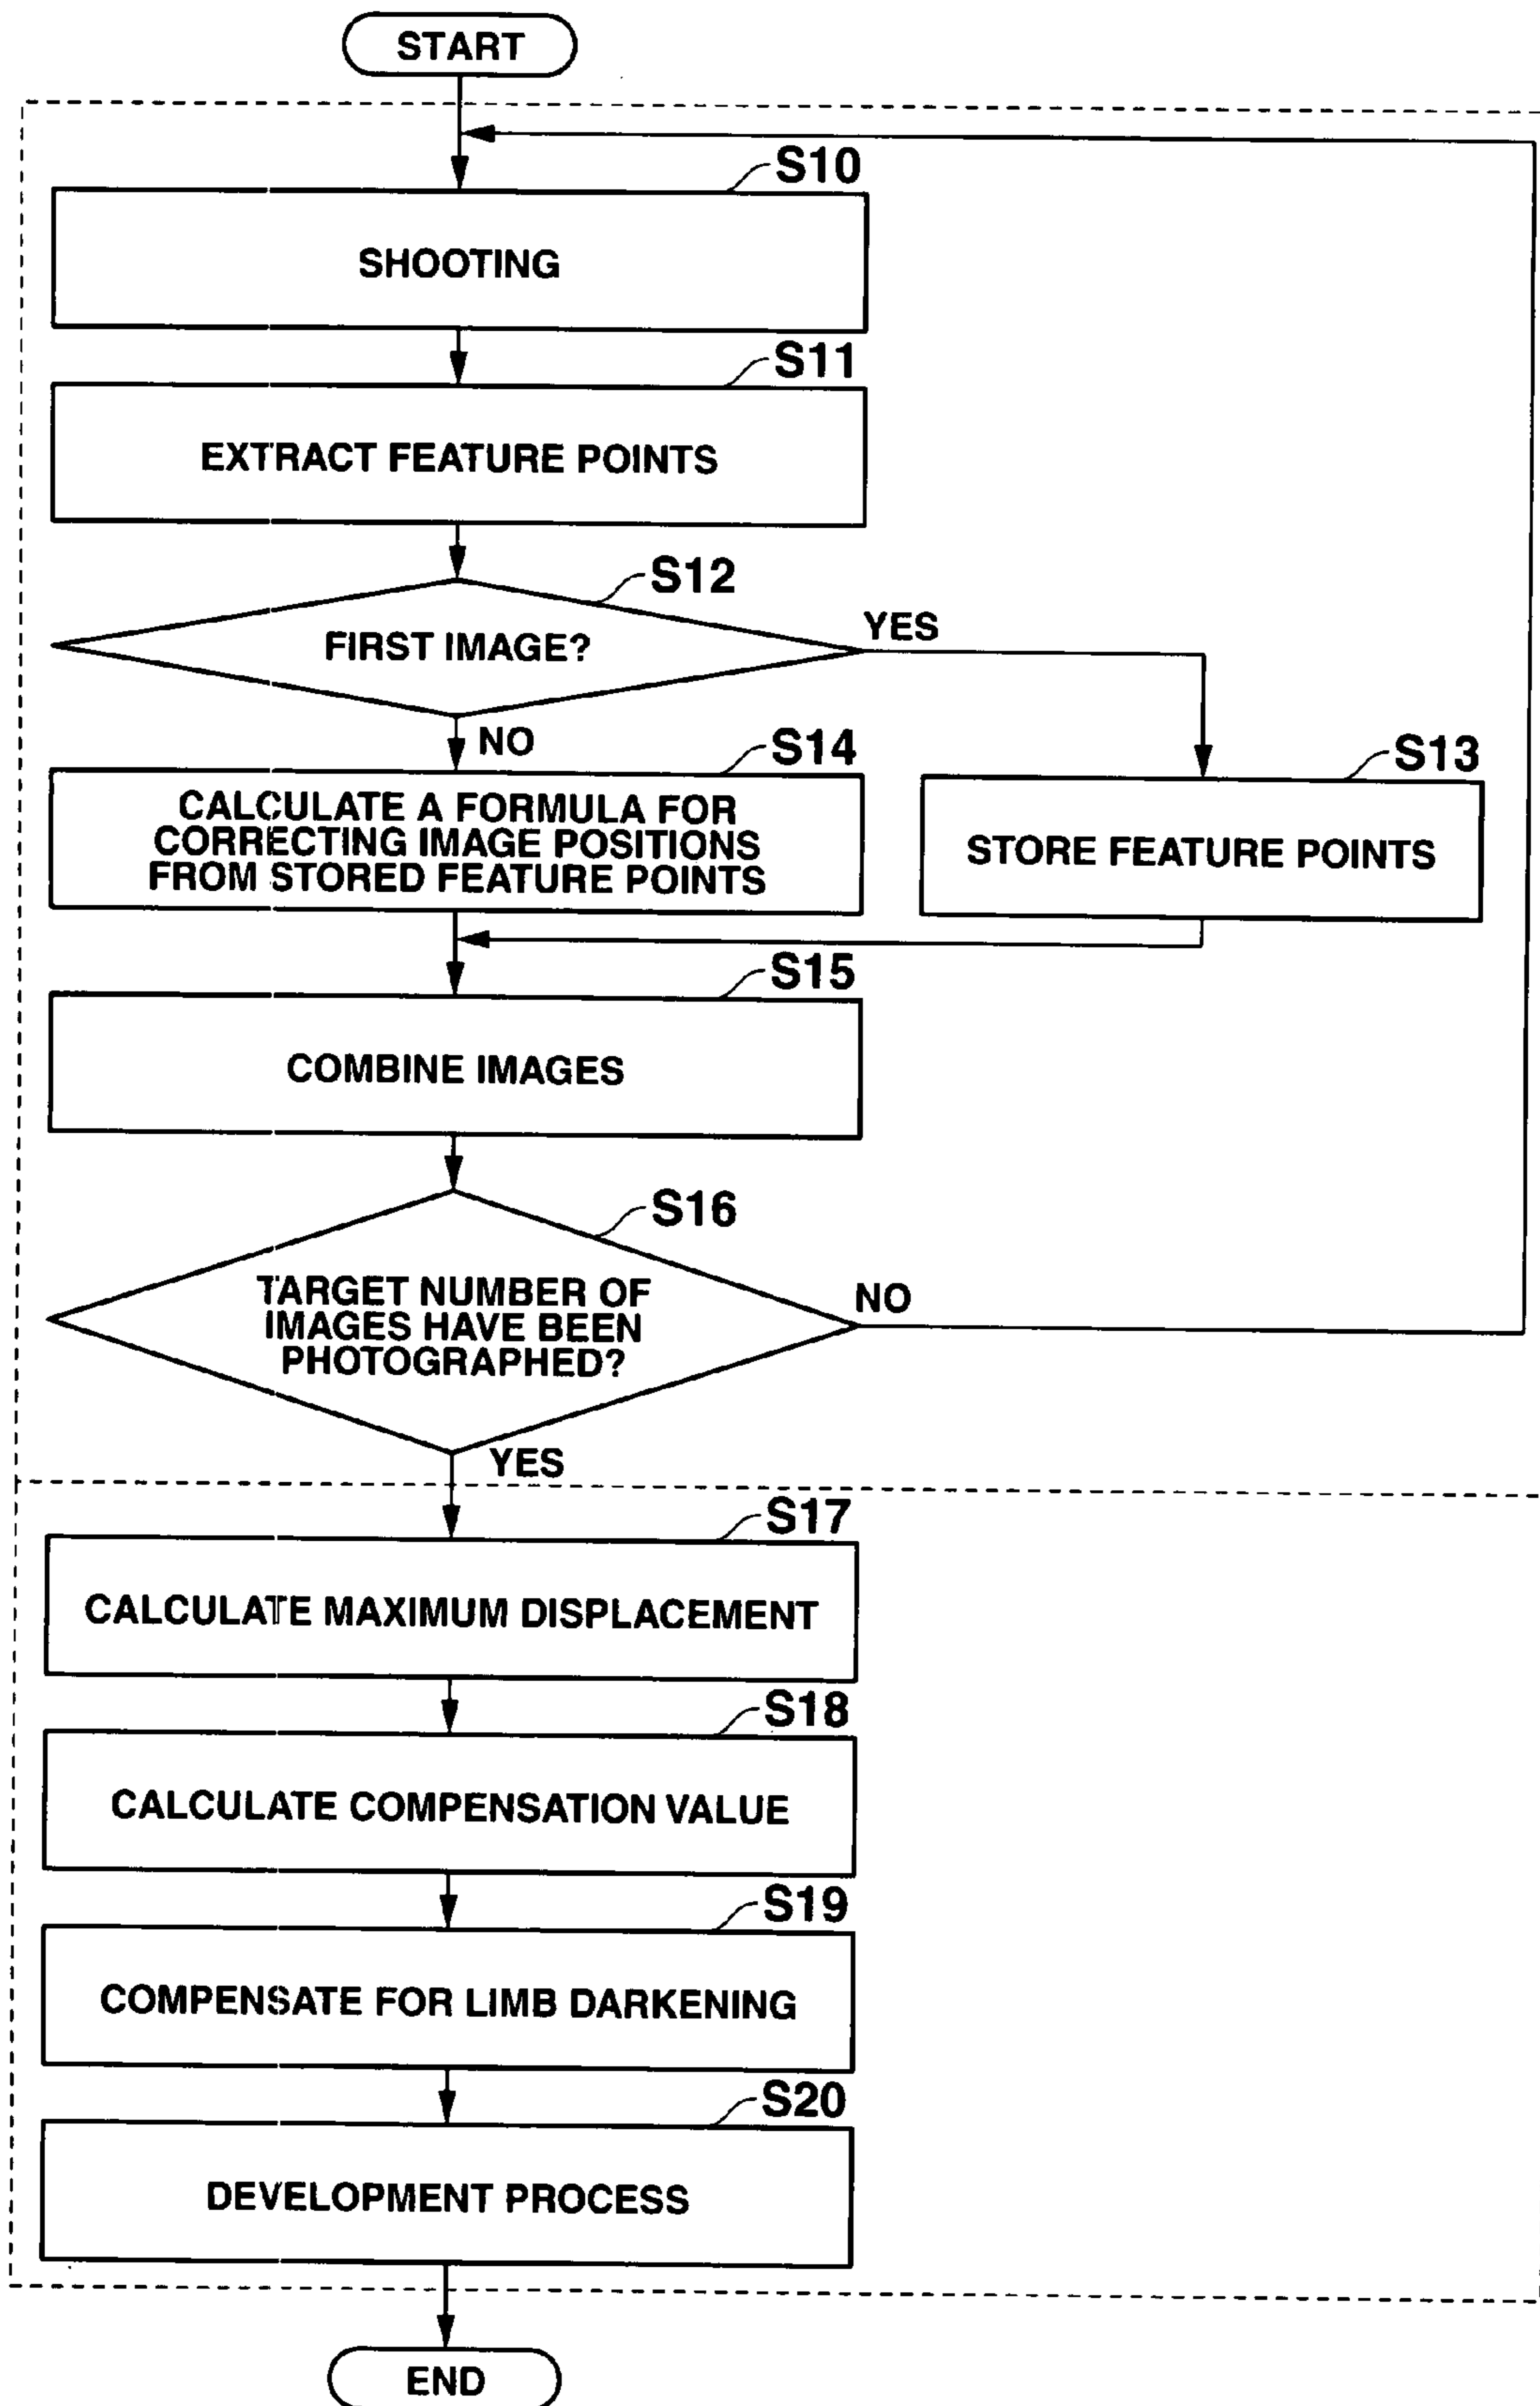 START
S10
SHOOTING
S11
EXTRACT FEATURE POINTS
S12
FIRST IMAGE?
YES
NO
S14
CALCULATE A FORMULA FOR
CORRECTING IMAGE POSITIONS
FROM STORED FEATURE POINTS
S13
STORE FEATURE POINTS
S15
COMBINE IMAGES
S16
TARGET NUMBER OF
IMAGES HAVE BEEN
PHOTOGRAPHED?
NO
YES
S17
CALCULATE MAXIMUM DISPLACEMENT
S18
CALCULATE COMPENSATION VALUE
S19
COMPENSATE FOR LIMB DARKENING
S20
DEVELOPMENT PROCESS
END